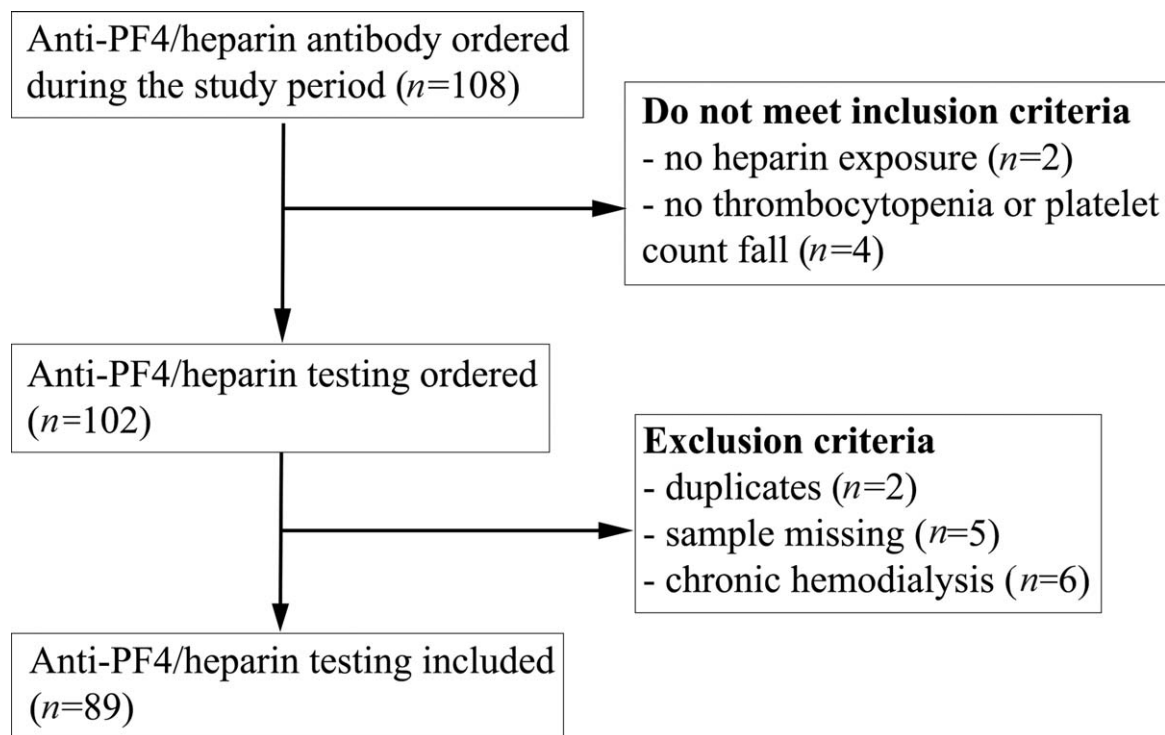 Anti-PF4/heparin antibody ordered
during the study period (n=108)
Do not meet inclusion criteria
- no heparin exposure (n=2)
- no thrombocytopenia or platelet
count fall (n=4)
Anti-PF4/heparin testing ordered
(n=102)
Exclusion criteria
- duplicates (n=2)
- sample missing (n=5)
- chronic hemodialysis (n=6)
Anti-PF4/heparin testing included
(n=89)